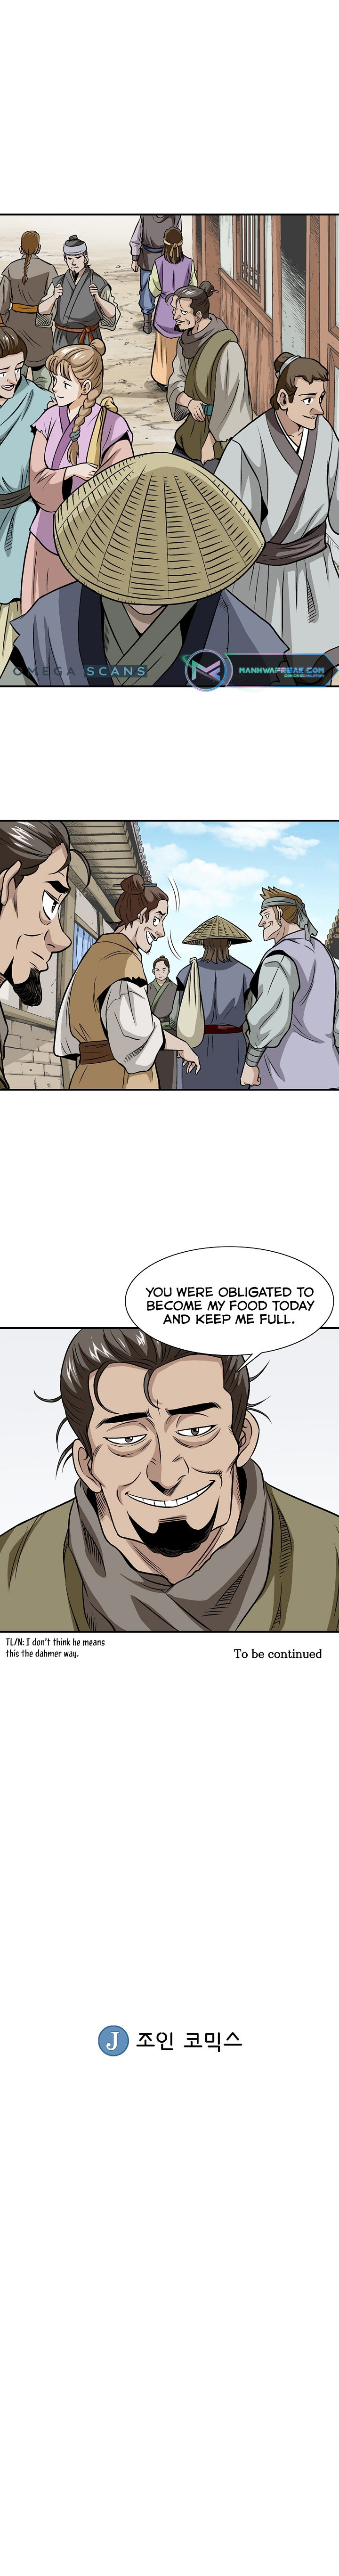 OMEGA SCANS
MANHWAFREAK.COM
YOU WERE OBLIGATED TO
BECOME MY FOOD TODAY
AND KEEP ME FULL.
TL/N: I don't think he means
this the dahmer way.
To be continued
J 조인 코믹스